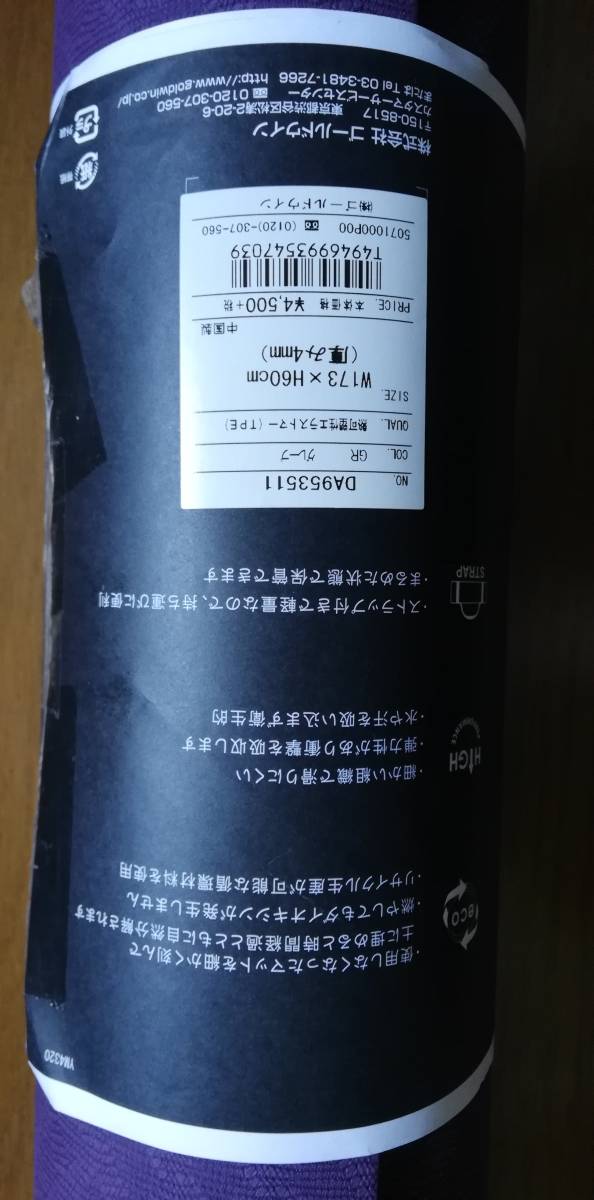 YM4320
eco
・使用しなくなったマットを細かく刻んで
土に埋めると時間経過とともに自然分解されます
・燃やしてもダイオキシンが発生しません
・リサイクル生産が可能な循環材料を使用
HIGH
・細かい組織で滑りにくい
・弾力性があり衝撃を吸収します
・水や汗を吸い込まず衛生的
STRAP
・ストラップ付きで軽量なので、持ち運びに便利
・まるめた状態で保管できます
NO. DA953511
COL. GR グレープ
QUAL. 熱可塑性エラストマー（TPE）
SIZE. W173×H60cm
（厚み4mm）
中国製
PRICE. 本体価格 ¥4,500+税
T4946993547039
5071000P00 (0120)-307-560
㈱ゴールドウイン
株式会社 ゴールドウイン
〒150-8517 東京都渋谷区松濤2-20-6
カスタマーサービスセンター 0120-307-560
または Tel 03-3481-7266 http://www.goldwin.co.jp/
紙
プラ